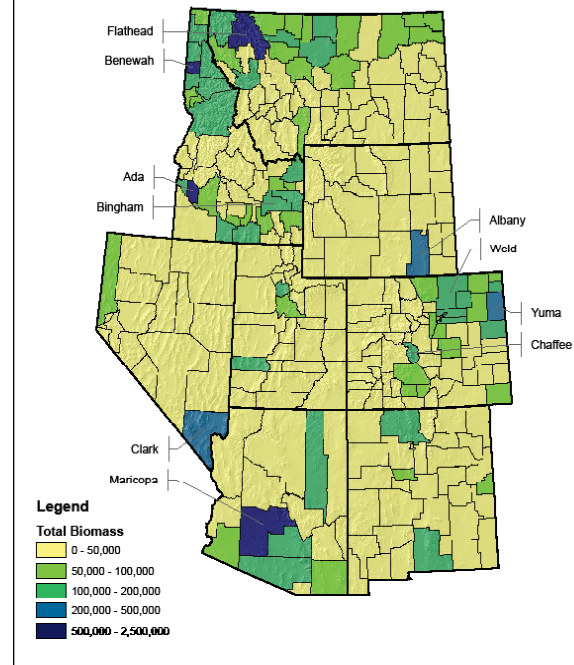 Flathead
Benewah
Ada
Bingham
Albany
Weld
Yuma
Chaffee
Clark
Maricopa
Legend
Total Biomass
0 - 50,000
50,000 - 100,000
100,000 - 200,000
200,000 - 500,000
500,000 - 2,500,000